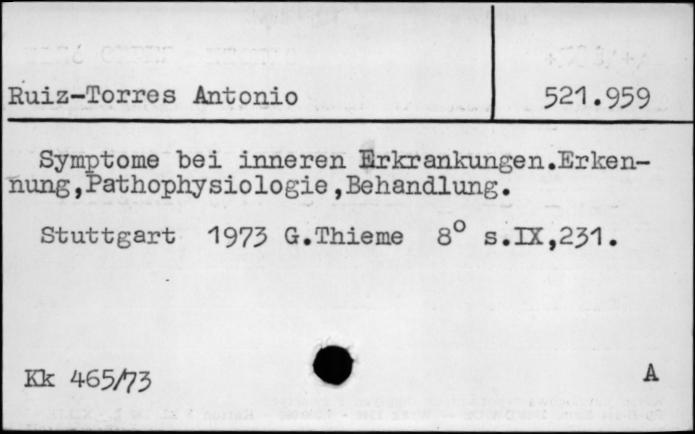 Ruiz-Torres Antonio
521.959
Symptome bei inneren Erkrankungen.Erken-
nung,Pathophysiologie,Behandlung.
Stuttgart 1973 G.Thieme 8° s.IX,231.
Kk 465/73
A